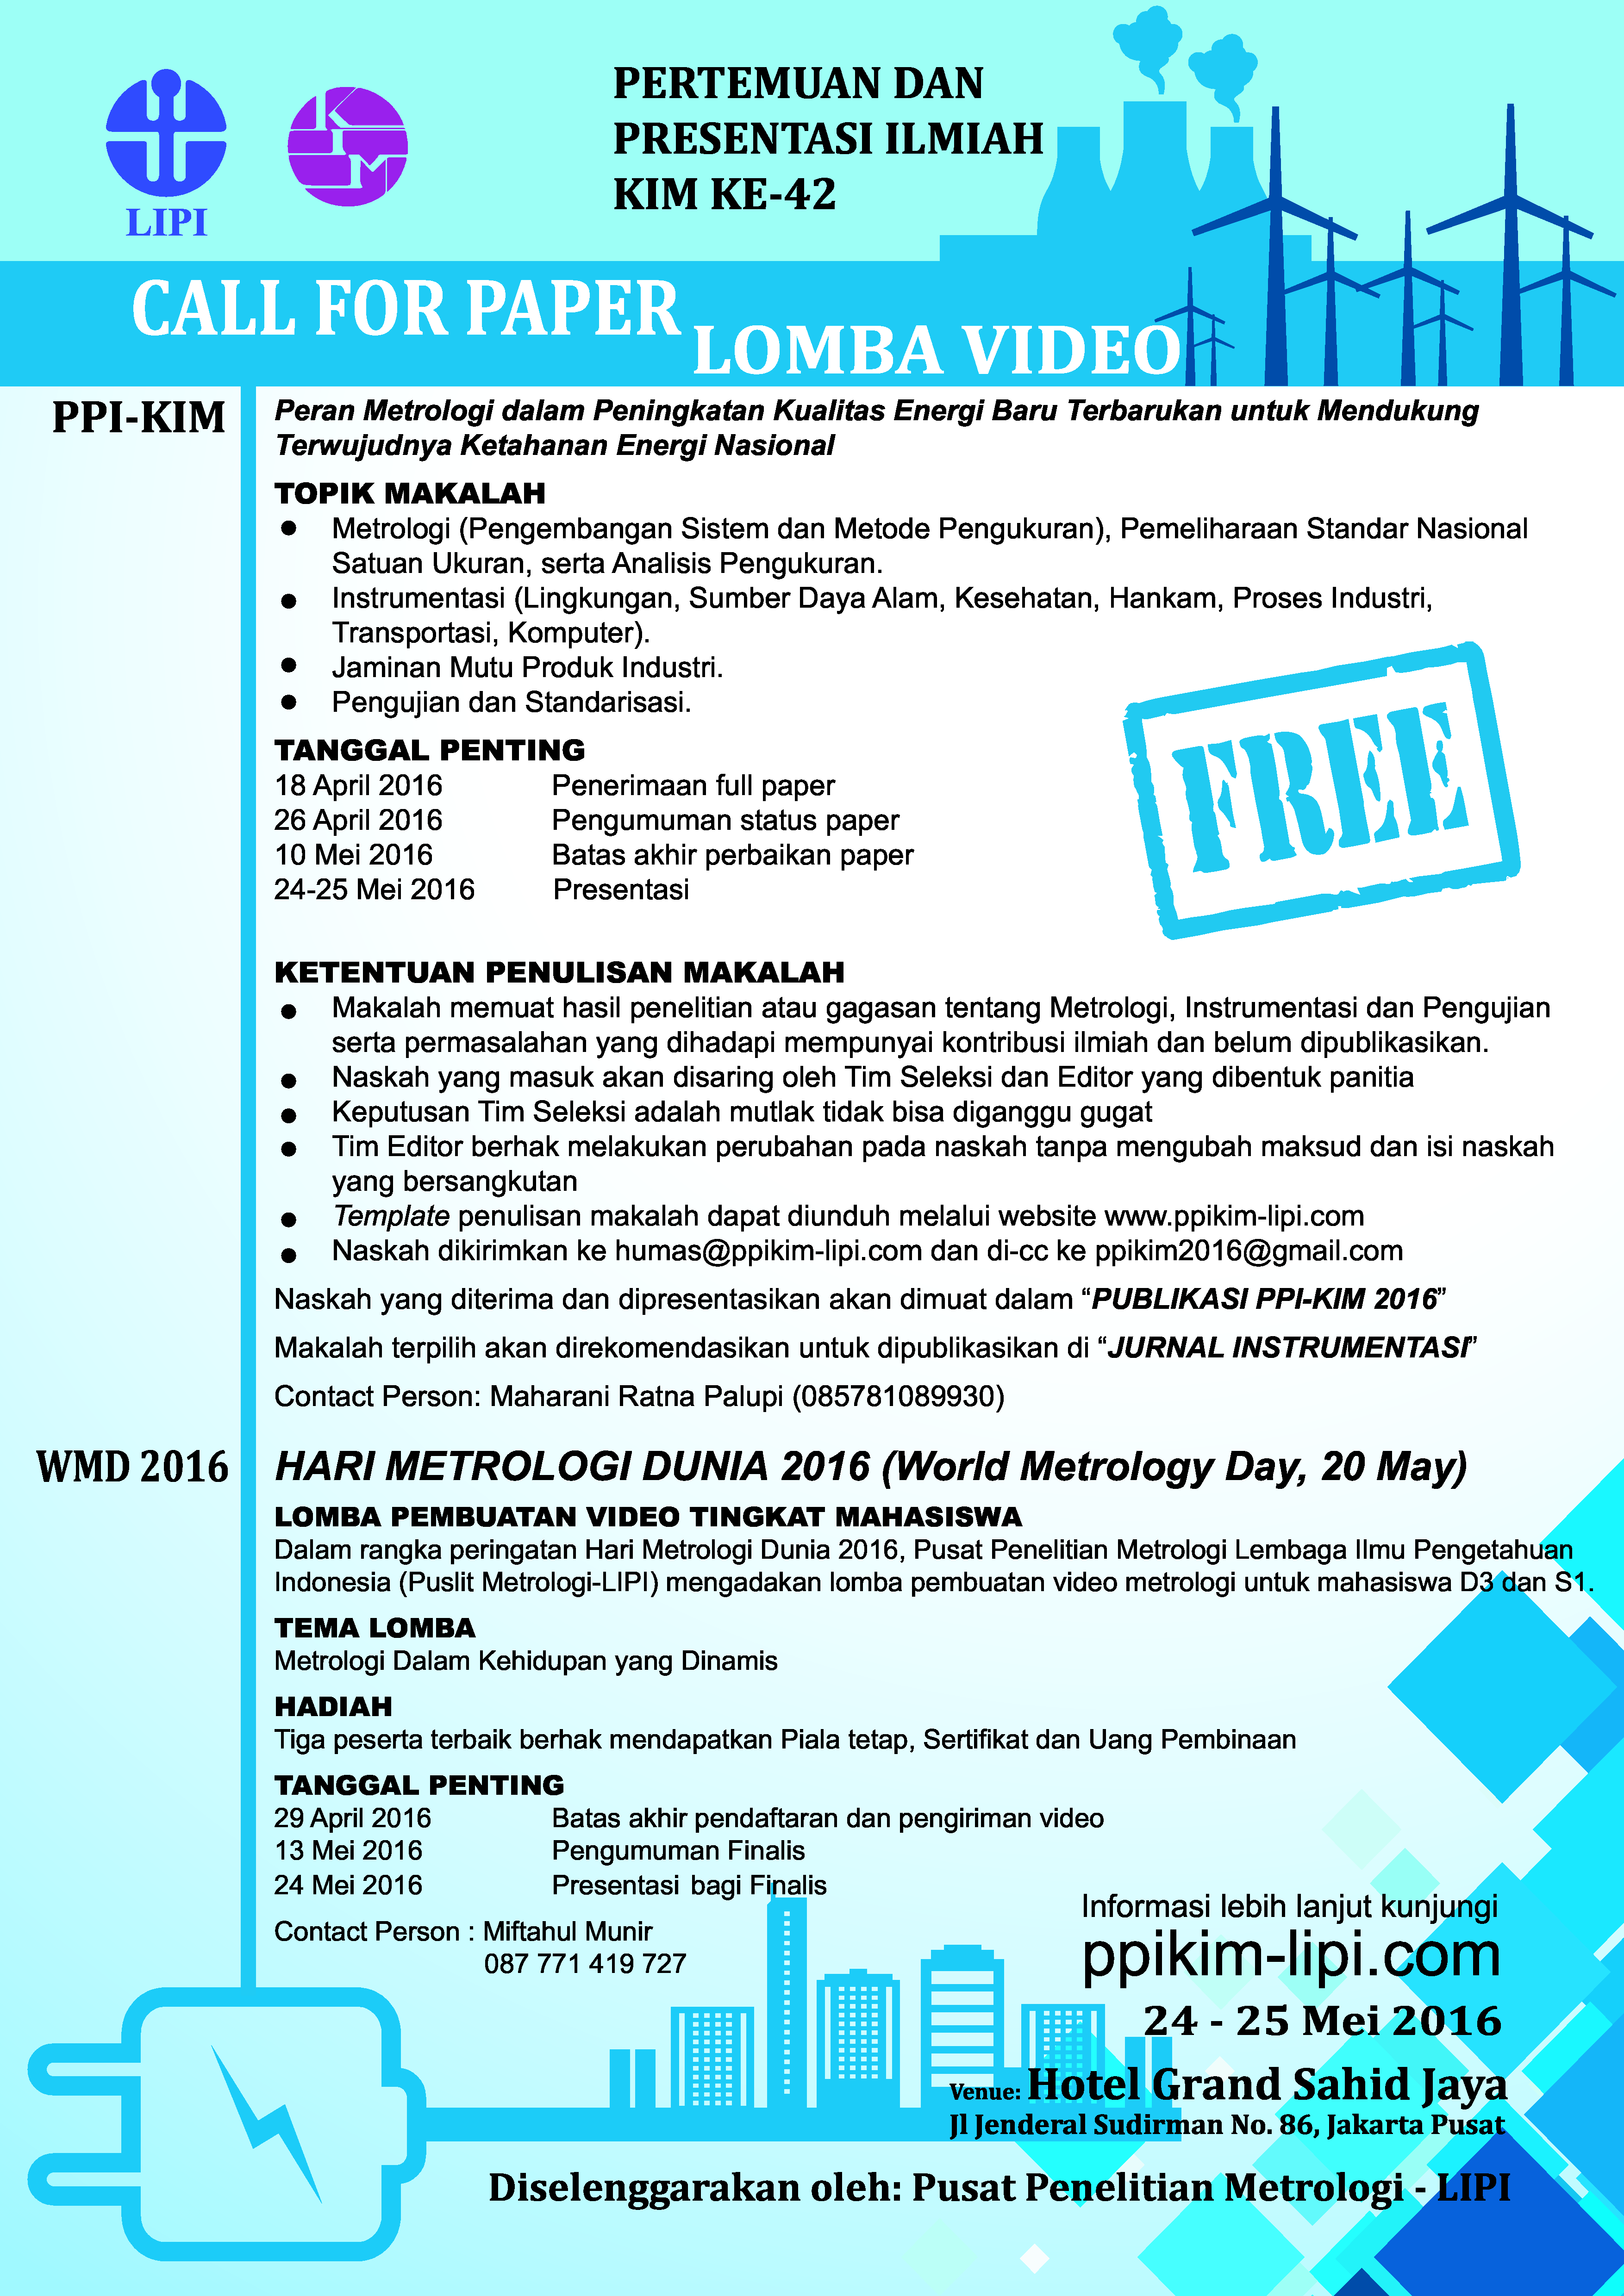 LIPI
KIM
PERTEMUAN DAN
PRESENTASI ILMIAH
KIM KE-42
CALL FOR PAPER
LOMBA VIDEO
PPI-KIM
Peran Metrologi dalam Peningkatan Kualitas Energi Baru Terbarukan untuk Mendukung
Terwujudnya Ketahanan Energi Nasional
TOPIK MAKALAH
● Metrologi (Pengembangan Sistem dan Metode Pengukuran), Pemeliharaan Standar Nasional
Satuan Ukuran, serta Analisis Pengukuran.
● Instrumentasi (Lingkungan, Sumber Daya Alam, Kesehatan, Hankam, Proses Industri,
Transportasi, Komputer).
● Jaminan Mutu Produk Industri.
● Pengujian dan Standarisasi.
FREE
TANGGAL PENTING
18 April 2016 Penerimaan full paper
26 April 2016 Pengumuman status paper
10 Mei 2016 Batas akhir perbaikan paper
24-25 Mei 2016 Presentasi
KETENTUAN PENULISAN MAKALAH
● Makalah memuat hasil penelitian atau gagasan tentang Metrologi, Instrumentasi dan Pengujian
serta permasalahan yang dihadapi mempunyai kontribusi ilmiah dan belum dipublikasikan.
● Naskah yang masuk akan disaring oleh Tim Seleksi dan Editor yang dibentuk panitia
● Keputusan Tim Seleksi adalah mutlak tidak bisa diganggu gugat
● Tim Editor berhak melakukan perubahan pada naskah tanpa mengubah maksud dan isi naskah
yang bersangkutan
● Template penulisan makalah dapat diunduh melalui website www.ppikim-lipi.com
● Naskah dikirimkan ke humas@ppikim-lipi.com dan di-cc ke ppikim2016@gmail.com
Naskah yang diterima dan dipresentasikan akan dimuat dalam “PUBLIKASI PPI-KIM 2016”
Makalah terpilih akan direkomendasikan untuk dipublikasikan di “JURNAL INSTRUMENTASI”
Contact Person: Maharani Ratna Palupi (085781089930)
WMD 2016
HARI METROLOGI DUNIA 2016 (World Metrology Day, 20 May)
LOMBA PEMBUATAN VIDEO TINGKAT MAHASISWA
Dalam rangka peringatan Hari Metrologi Dunia 2016, Pusat Penelitian Metrologi Lembaga Ilmu Pengetahuan
Indonesia (Puslit Metrologi-LIPI) mengadakan lomba pembuatan video metrologi untuk mahasiswa D3 dan S1.
TEMA LOMBA
Metrologi Dalam Kehidupan yang Dinamis
HADIAH
Tiga peserta terbaik berhak mendapatkan Piala tetap, Sertifikat dan Uang Pembinaan
TANGGAL PENTING
29 April 2016 Batas akhir pendaftaran dan pengiriman video
13 Mei 2016 Pengumuman Finalis
24 Mei 2016 Presentasi bagi Finalis
Contact Person : Miftahul Munir
087 771 419 727
Informasi lebih lanjut kunjungi
ppikim-lipi.com
24 - 25 Mei 2016
Venue: Hotel Grand Sahid Jaya
Jl Jenderal Sudirman No. 86, Jakarta Pusat
Diselenggarakan oleh: Pusat Penelitian Metrologi - LIPI